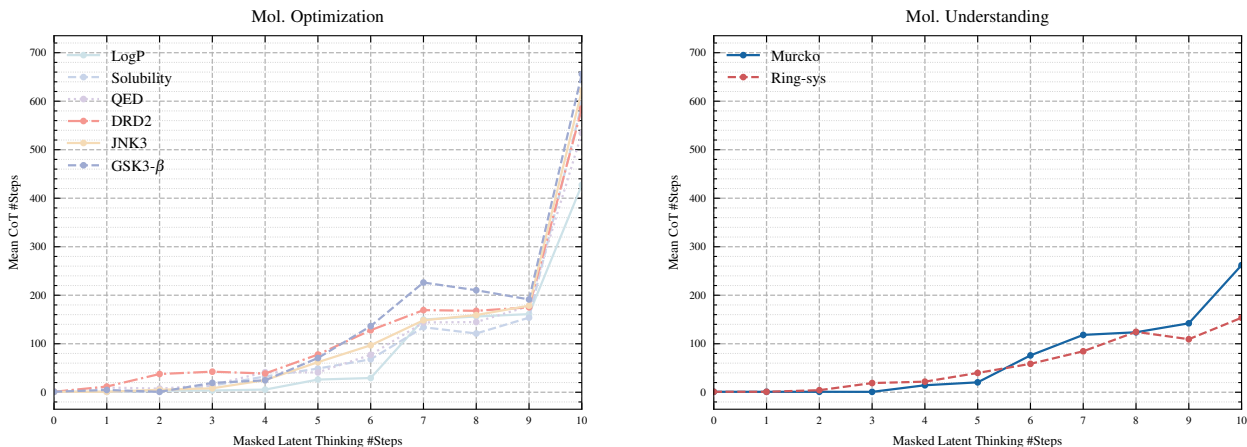 Mol. Optimization
Mean CoT #Steps
700
600
500
400
300
200
100
0
LogP
Solubility
QED
DRD2
JNK3
GSK3-β
0 1 2 3 4 5 6 7 8 9 10
Masked Latent Thinking #Steps
Mol. Understanding
Mean CoT #Steps
700
600
500
400
300
200
100
0
Murcko
Ring-sys
0 1 2 3 4 5 6 7 8 9 10
Masked Latent Thinking #Steps